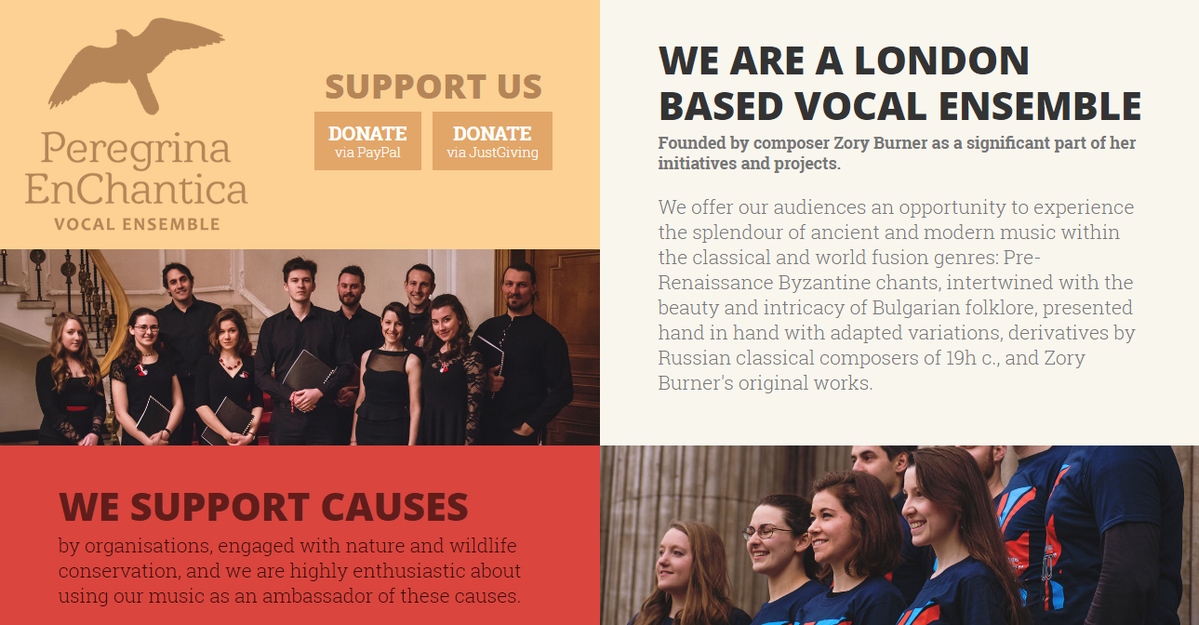 Peregrina
EnChantica
VOCAL ENSEMBLE
SUPPORT US
DONATE
via PayPal
DONATE
via JustGiving
WE ARE A LONDON
BASED VOCAL ENSEMBLE
Founded by composer Zory Burner as a significant part of her
initiatives and projects.
We offer our audiences an opportunity to experience
the splendour of ancient and modern music within
the classical and world fusion genres: Pre-
Renaissance Byzantine chants, intertwined with the
beauty and intricacy of Bulgarian folklore, presented
hand in hand with adapted variations, derivatives by
Russian classical composers of 19h c., and Zory
Burner's original works.
WE SUPPORT CAUSES
by organisations, engaged with nature and wildlife
conservation, and we are highly enthusiastic about
using our music as an ambassador of these causes.